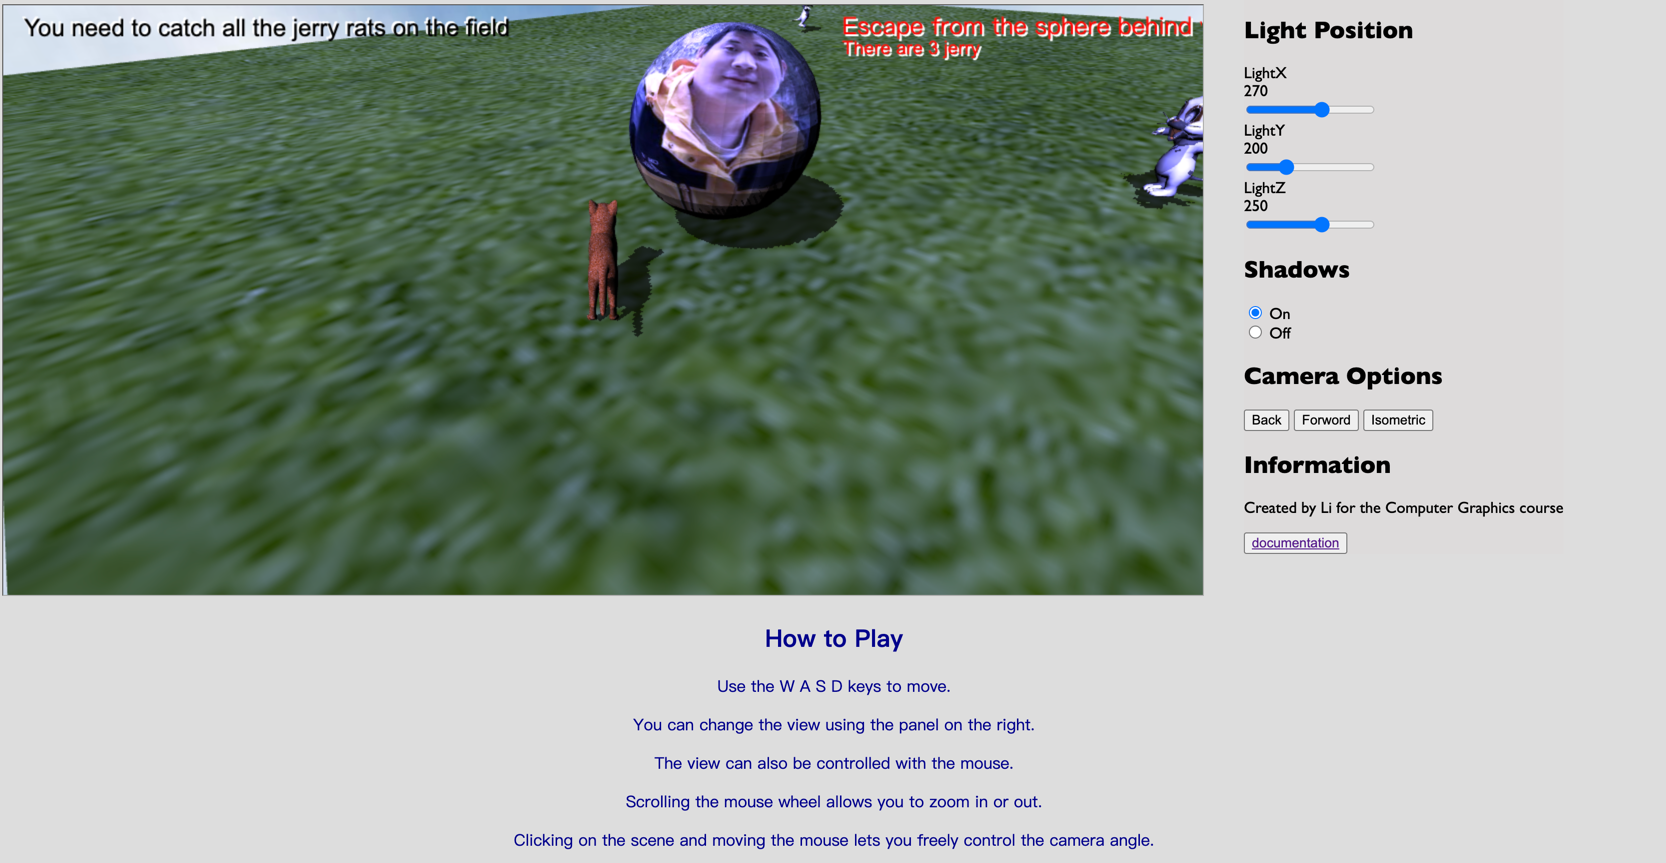 You need to catch all the jerry rats on the field
Escape from the sphere behind
There are 3 jerry
Light Position
LightX
270
LightY
200
LightZ
250
Shadows
On
Off
Camera Options
Back Forword Isometric
Information
Created by Li for the Computer Graphics course
documentation
How to Play
Use the W A S D keys to move.
You can change the view using the panel on the right.
The view can also be controlled with the mouse.
Scrolling the mouse wheel allows you to zoom in or out.
Clicking on the scene and moving the mouse lets you freely control the camera angle.